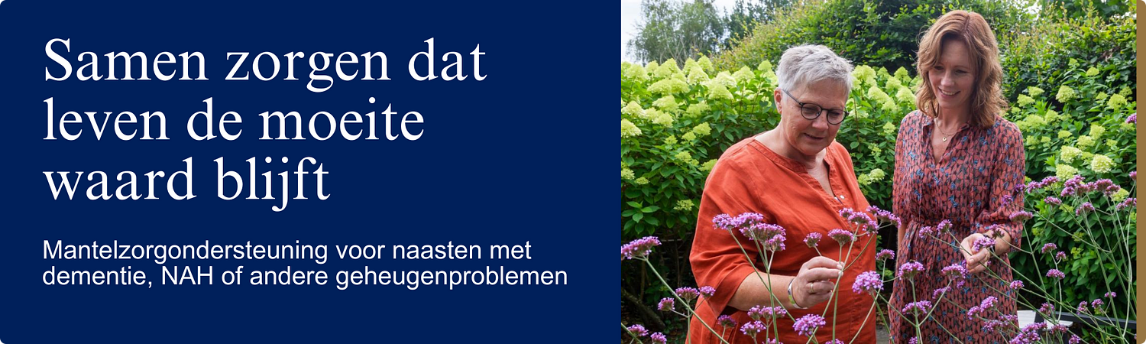 Samen zorgen dat
leven de moeite
waard blijft
Mantelzorgondersteuning voor naasten met
dementie, NAH of andere geheugenproblemen